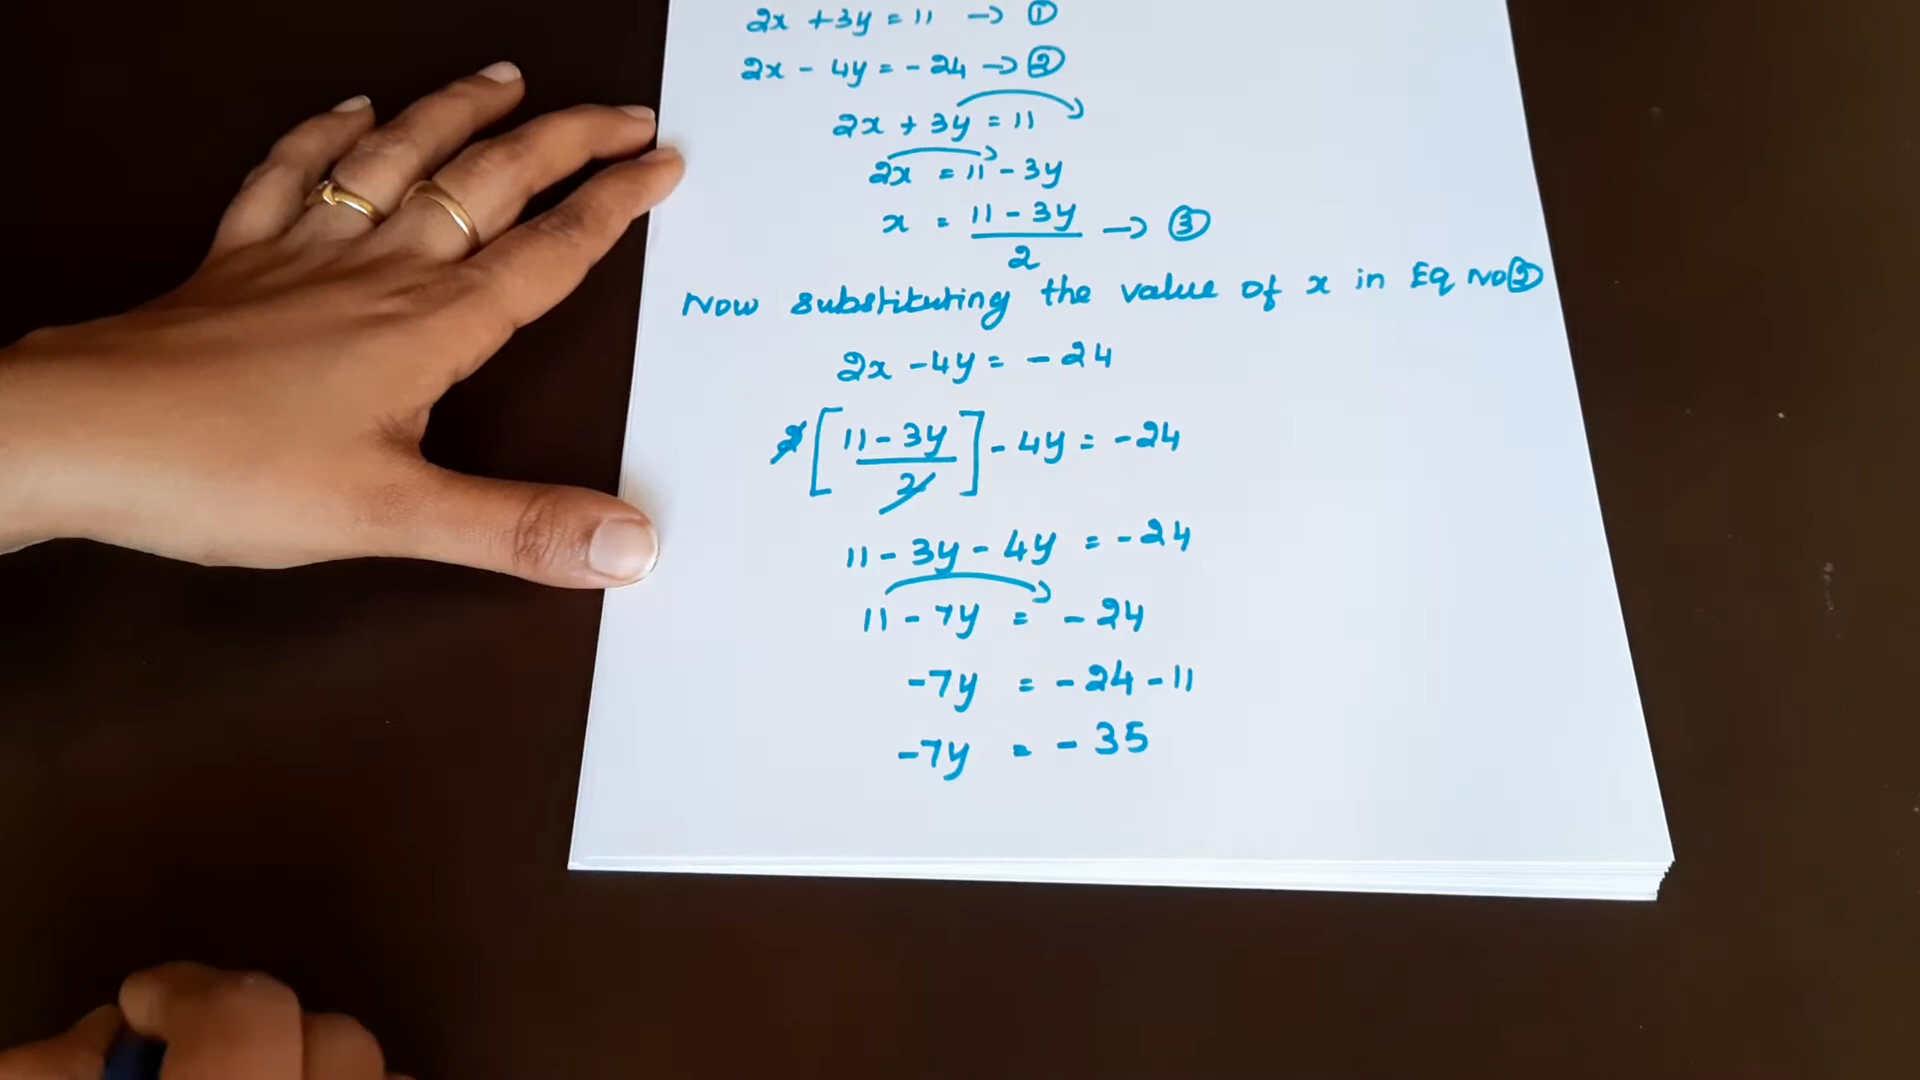 2x + 3y = 11 → ①
2x - 4y = - 24 → ②
2x + 3y = 11
2x = 11 - 3y
x = 11 - 3y → ③
2
Now substituting the value of x in Eq No②
2x - 4y = - 24
2 [ 11 - 3y / 2 ] - 4y = - 24
11 - 3y - 4y = - 24
11 - 7y = - 24
-7y = - 24 - 11
-7y = - 35